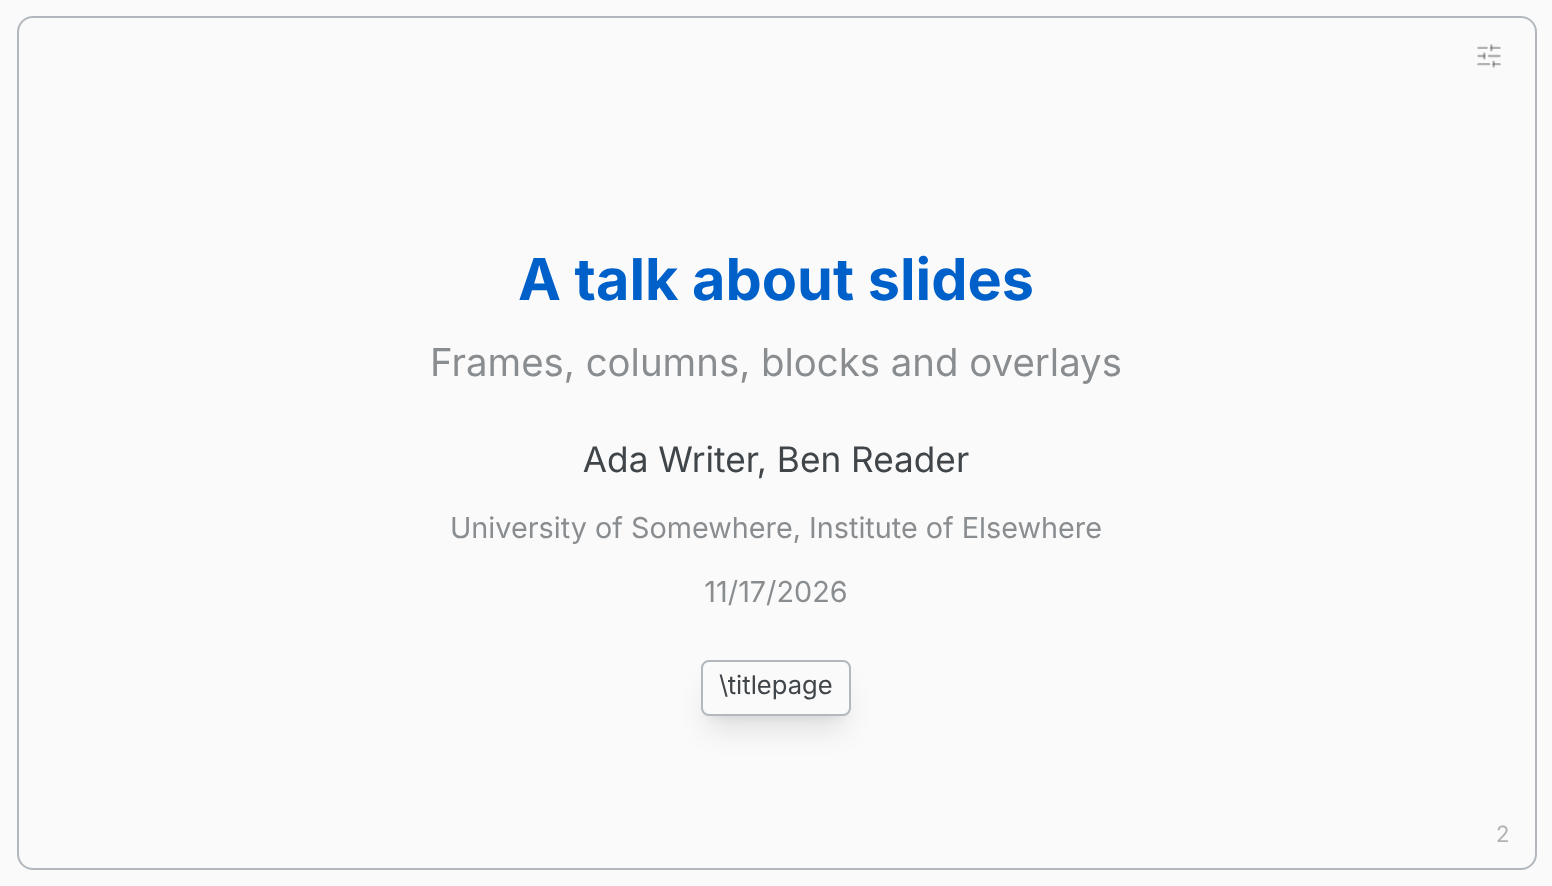 A talk about slides
Frames, columns, blocks and overlays
Ada Writer, Ben Reader
University of Somewhere, Institute of Elsewhere
11/17/2026
\titlepage
2